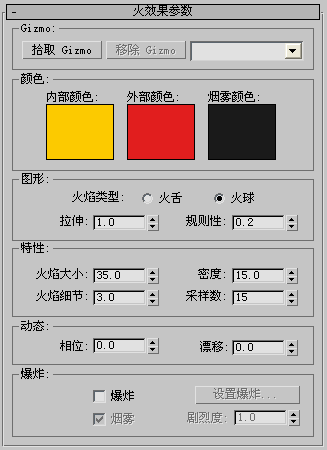 - 火效果参数
Gizmo:
拾取 Gizmo 移除 Gizmo
颜色:
内部颜色: 外部颜色: 烟雾颜色:
图形:
火焰类型: 火舌 火球
拉伸: 1.0 规则性: 0.2
特性:
火焰大小: 35.0 密度: 15.0
火焰细节: 3.0 采样数: 15
动态:
相位: 0.0 漂移: 0.0
爆炸:
爆炸 设置爆炸...
烟雾 剧烈度: 1.0